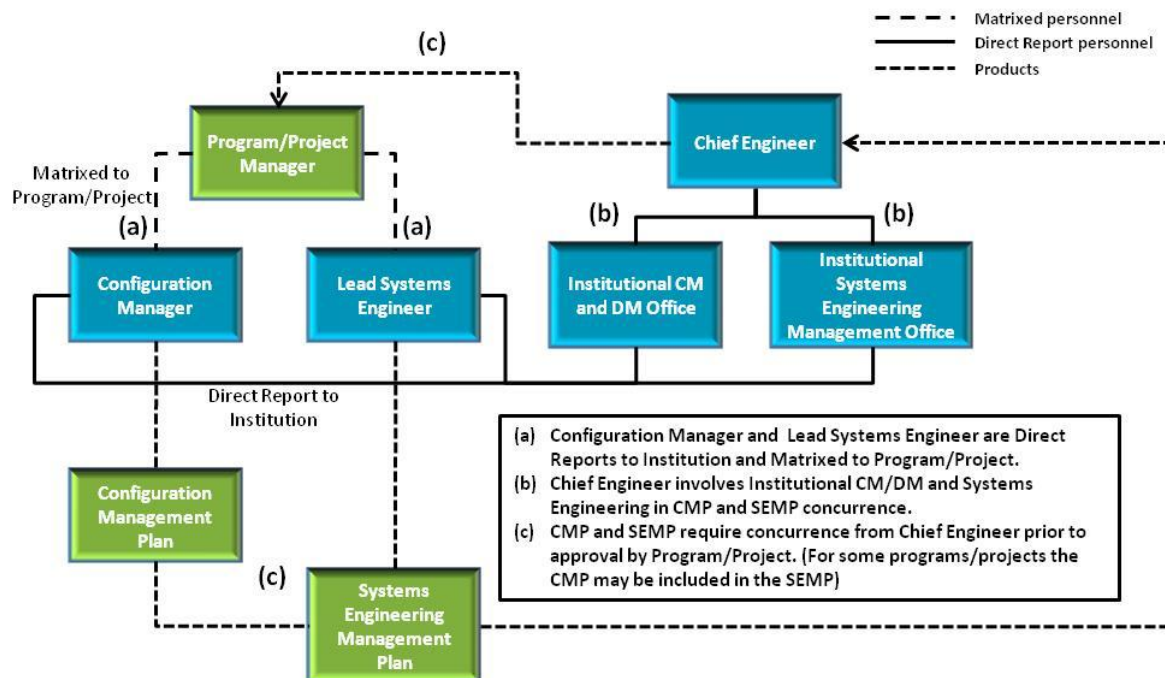 Matrixed personnel
Direct Report personnel
Products
(c)
Program/Project
Manager
Chief Engineer
Matrixed to
Program/Project
(a)
(a)
(b)
(b)
Configuration
Manager
Lead Systems
Engineer
Institutional CM
and DM Office
Institutional
Systems
Engineering
Management Office
Direct Report to
Institution
(a) Configuration Manager and Lead Systems Engineer are Direct
Reports to Institution and Matrixed to Program/Project.
(b) Chief Engineer involves Institutional CM/DM and Systems
Engineering in CMP and SEMP concurrence.
(c) CMP and SEMP require concurrence from Chief Engineer prior to
approval by Program/Project. (For some programs/projects the
CMP may be included in the SEMP)
Configuration
Management
Plan
(c)
Systems
Engineering
Management
Plan